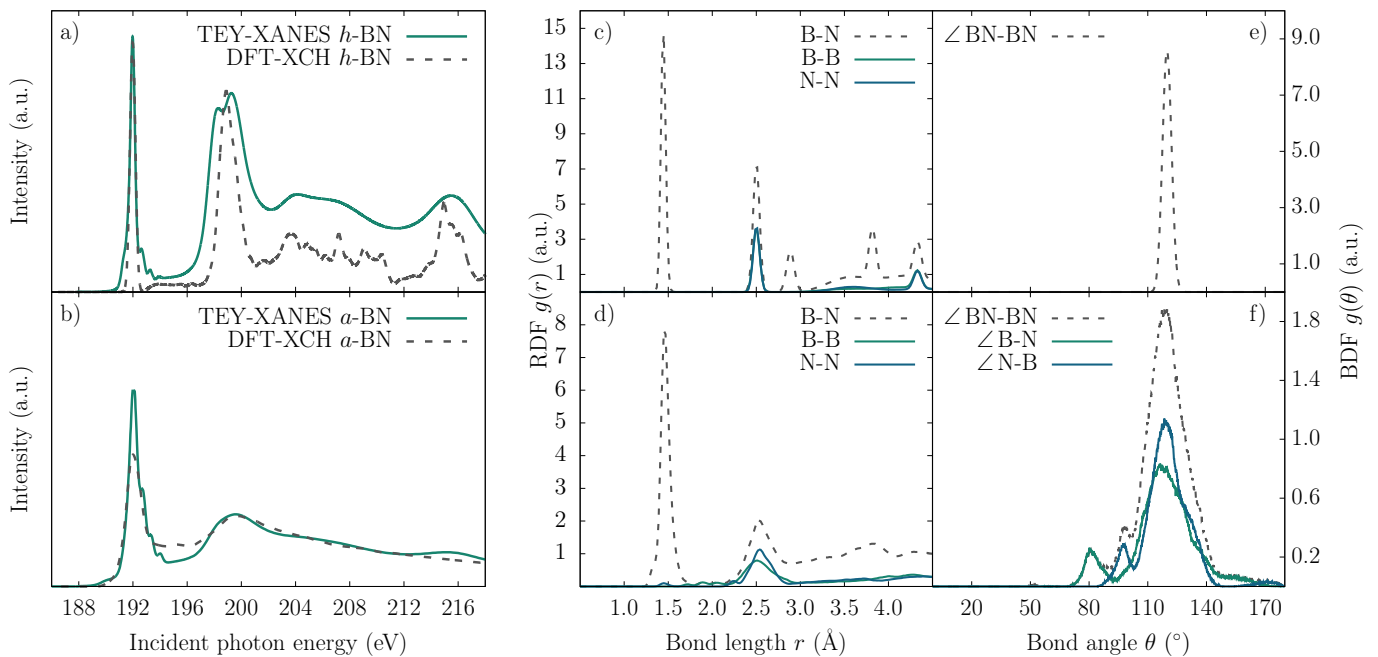 a)
TEY-XANES h-BN
DFT-XCH h-BN
Intensity (a.u.)
b)
TEY-XANES a-BN
DFT-XCH a-BN
Intensity (a.u.)
188 192 196 200 204 208 212 216
Incident photon energy (eV)
c)
B-N
B-B
N-N
15
13
11
9
7
5
3
1
RDF g(r) (a.u.)
d)
B-N
B-B
N-N
8
7
6
5
4
3
2
1
1.0 1.5 2.0 2.5 3.0 3.5 4.0
Bond length r (Å)
∠BN-BN
e)
9.0
7.0
5.0
3.0
1.0
BDF g(θ) (a.u.)
∠BN-BN
∠B-N
∠N-B
f)
1.8
1.4
1.0
0.6
0.2
20 50 80 110 140 170
Bond angle θ (°)